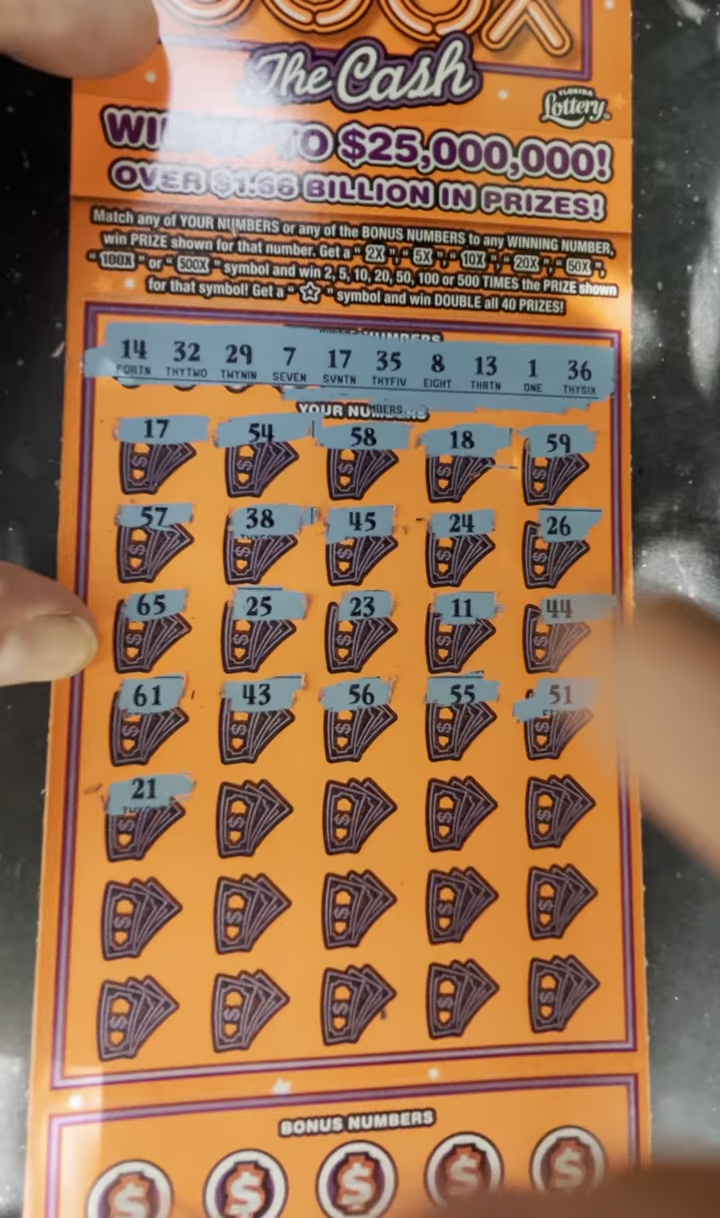 The Cash
FLORIDA
Lottery
TO $25,000,000!
OVER $1.66 BILLION IN PRIZES!
Match any of YOUR NUMBERS or any of the BONUS NUMBERS to any WINNING NUMBER,
win PRIZE shown for that number. Get a "2X", "5X", "10X", "20X", "50X",
"100X" or "500X" symbol and win 2, 5, 10, 20, 50, 100 or 500 TIMES the PRIZE shown
for that symbol! Get a "☆" symbol and win DOUBLE all 40 PRIZES!
14 32 29 7 17 35 8 13 1 36
FORTN THYTWO TWYNIN SEVEN SVNTN THYFIV EIGHT THRTN ONE THYSIX
YOUR NUMBERS
17 54 58 18 59
57 38 45 24 26
65 25 23 11 44
61 43 56 55 51
21
BONUS NUMBERS